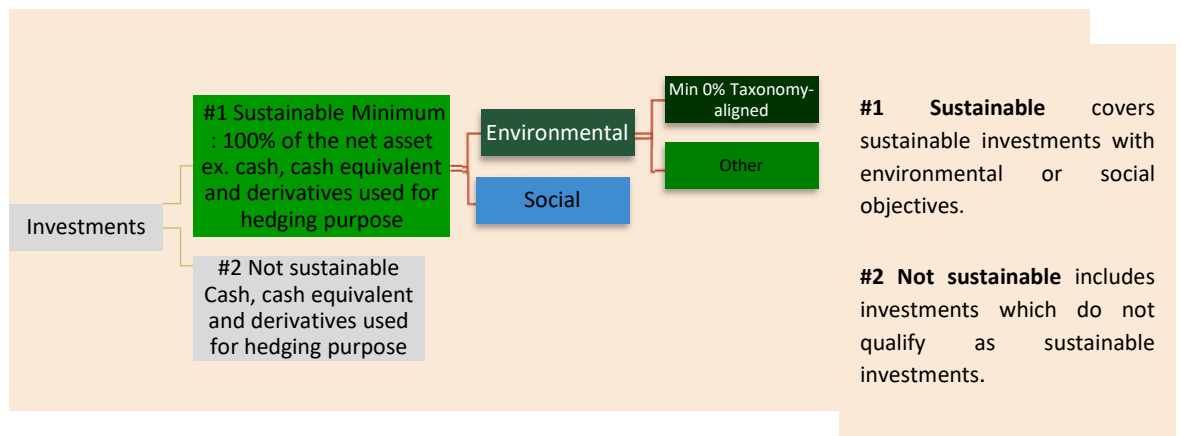 Investments
#1 Sustainable Minimum
: 100% of the net asset
ex. cash, cash equivalent
and derivatives used for
hedging purpose
#2 Not sustainable
Cash, cash equivalent
and derivatives used
for hedging purpose
Environmental
Social
Min 0% Taxonomy-
aligned
Other
#1 Sustainable covers
sustainable investments with
environmental or social
objectives.
#2 Not sustainable includes
investments which do not
qualify as sustainable
investments.